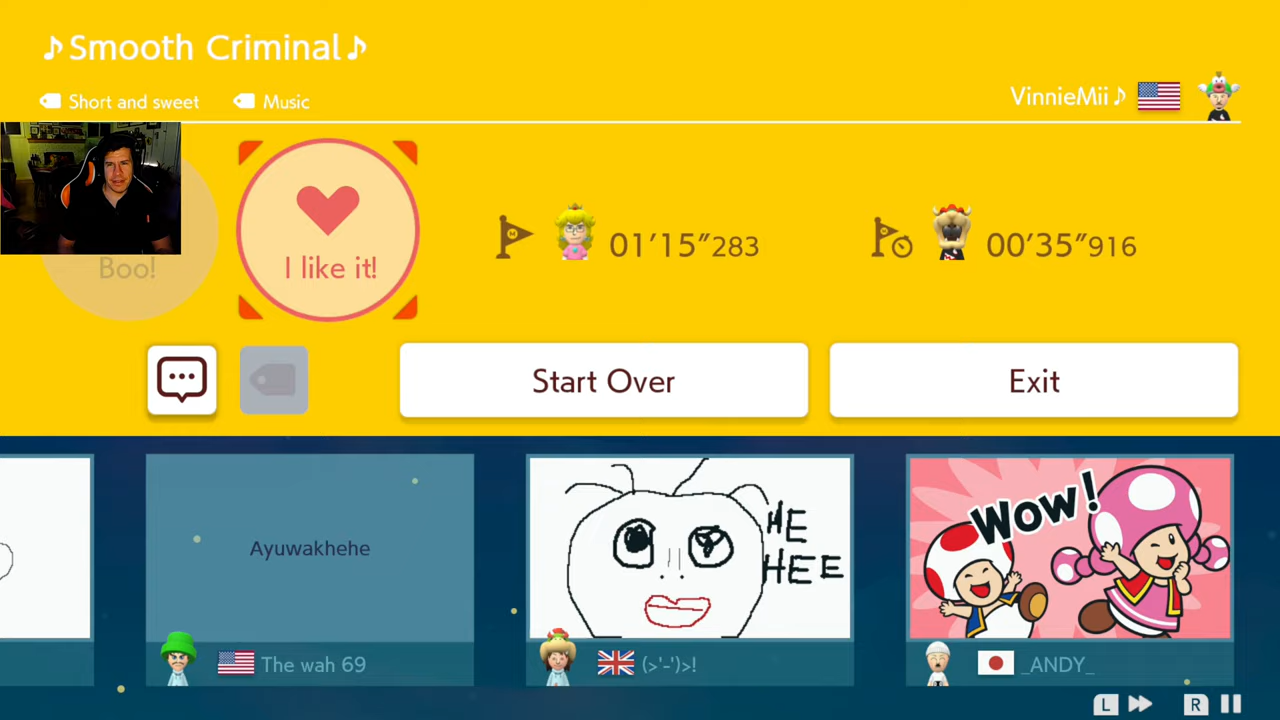 ♪Smooth Criminal♪
Short and sweet
Music
VinnieMii♪
Boo!
I like it!
01'15"283
00'35"916
Start Over
Exit
Ayuwakhehe
HE
HEE
Wow!
The wah 69
(>'-')>!
_ANDY_
L
R